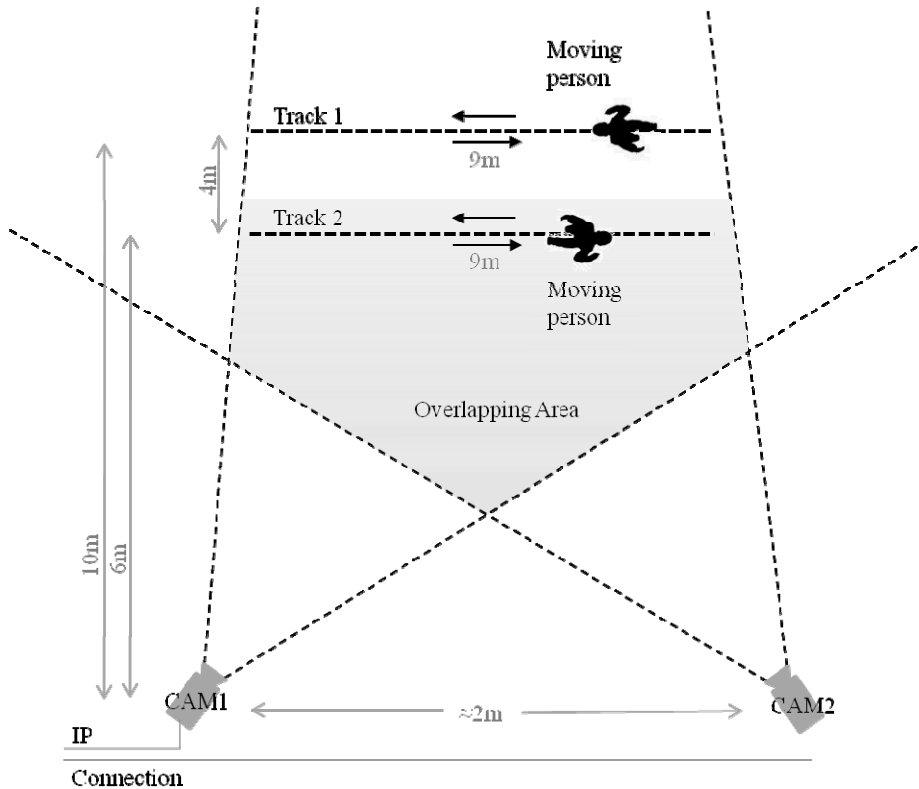 Moving
person
Track 1
9m
4m
Track 2
9m
Moving
person
Overlapping Area
10m
6m
CAM1
≈2m
CAM2
IP
Connection